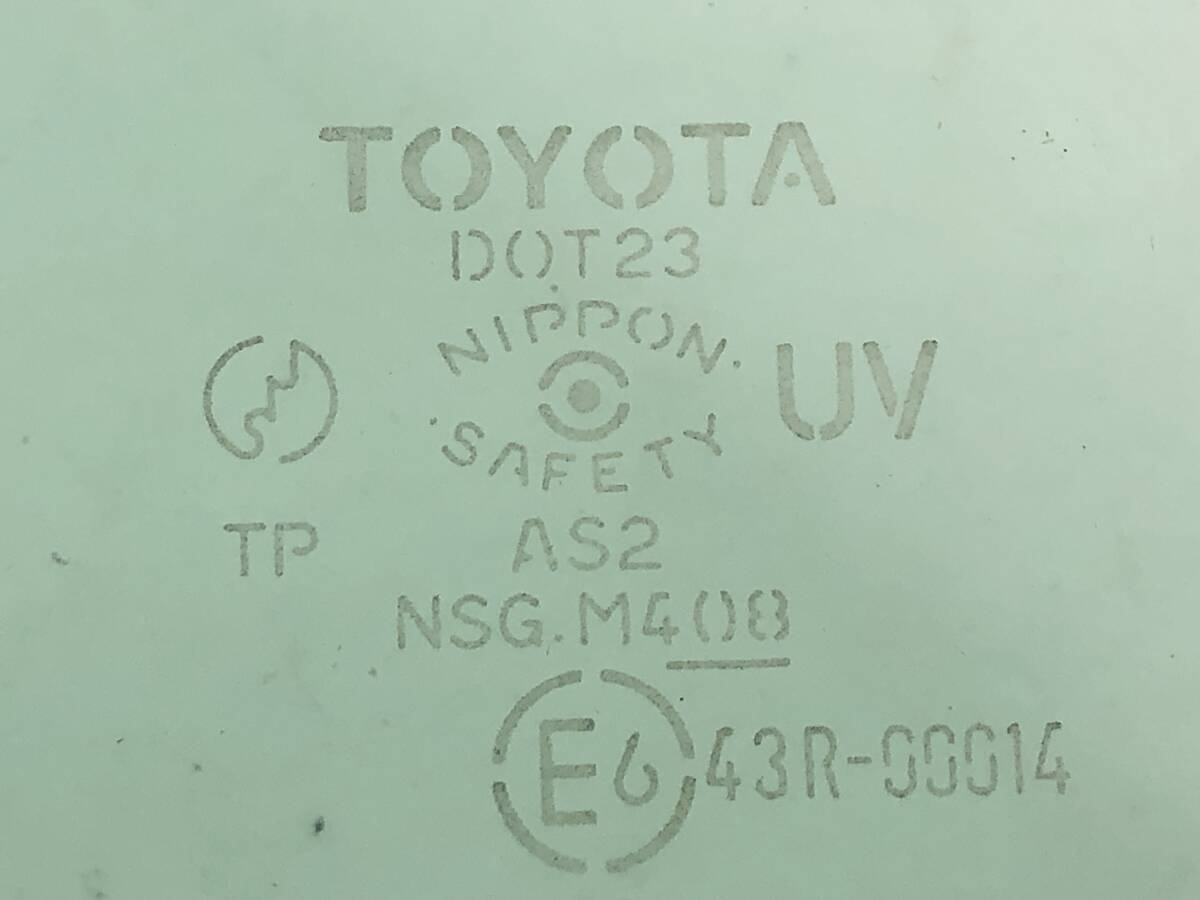 TOYOTA
DOT23
NIPPON
SAFETY
UV
TP
AS2
NSG.M408
E6 43R-00014